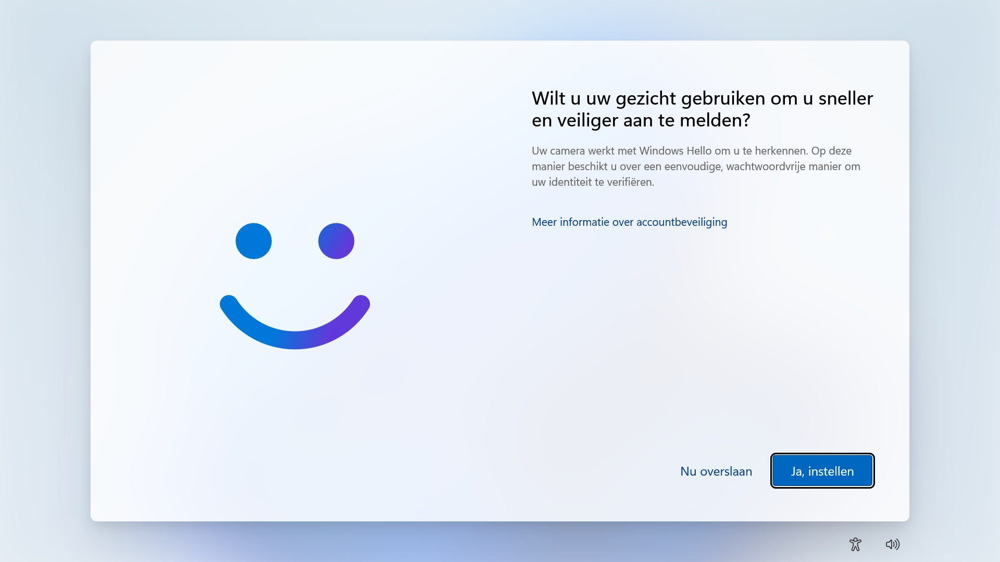 Wilt u uw gezicht gebruiken om u sneller
en veiliger aan te melden?
Uw camera werkt met Windows Hello om u te herkennen. Op deze
manier beschikt u over een eenvoudige, wachtwoordvrije manier om
uw identiteit te verifiëren.
Meer informatie over accountbeveiliging
Nu overslaan
Ja, instellen